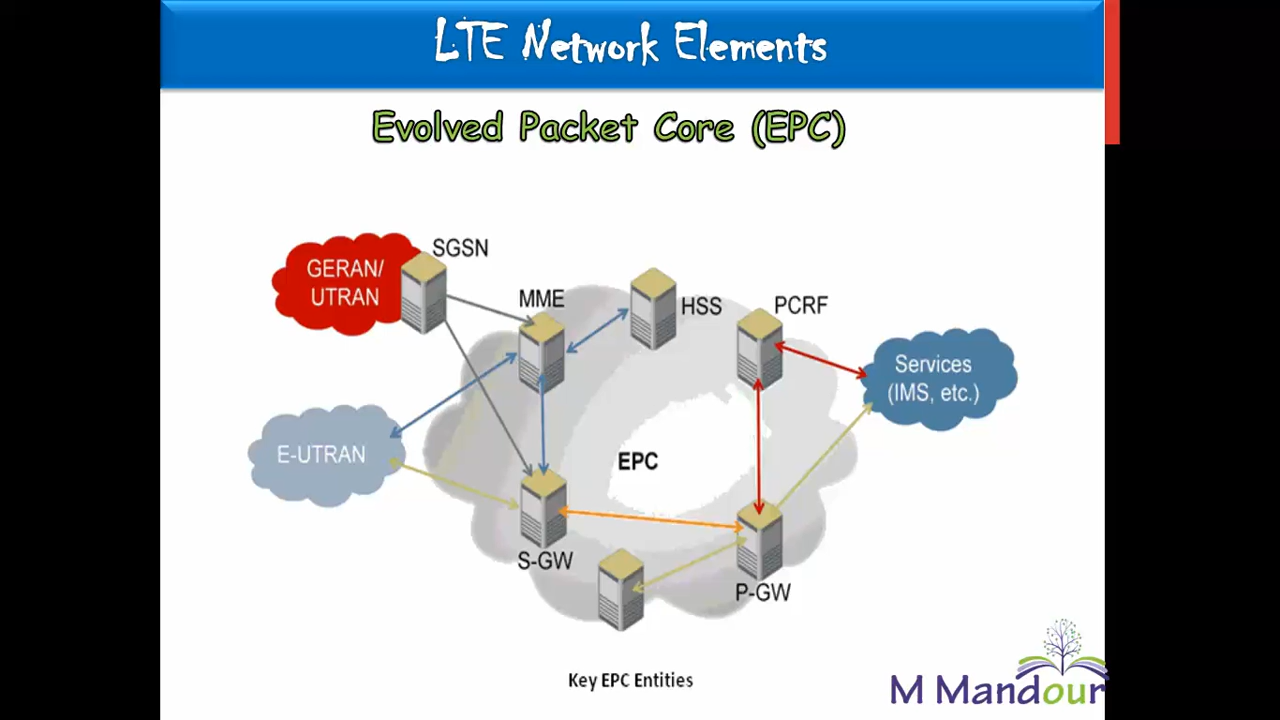 LTE Network Elements
Evolved Packet Core (EPC)
SGSN
GERAN/
UTRAN
MME
HSS
PCRF
Services
(IMS, etc.)
E-UTRAN
EPC
S-GW
P-GW
Key EPC Entities
M Mandour